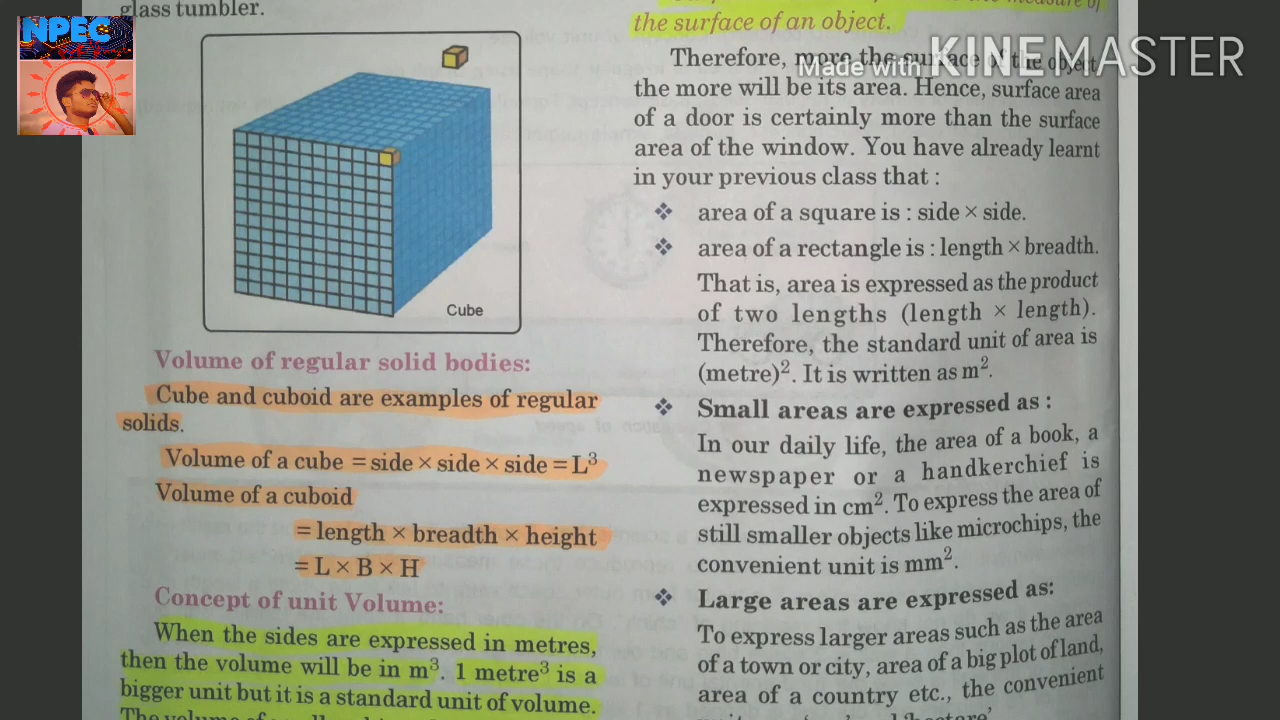 NPEC
Made with KINEMASTER
glass tumbler.
Cube
Volume of regular solid bodies:
Cube and cuboid are examples of regular
solids.
Volume of a cube = side × side × side = L³
Volume of a cuboid
= length × breadth × height
= L × B × H
Concept of unit Volume:
When the sides are expressed in metres,
then the volume will be in m³. 1 metre³ is a
bigger unit but it is a standard unit of volume.
the surface of an object.
Therefore, more the surface of the object
the more will be its area. Hence, surface area
of a door is certainly more than the surface
area of the window. You have already learnt
in your previous class that :
❖ area of a square is : side × side.
❖ area of a rectangle is : length × breadth.
That is, area is expressed as the product
of two lengths (length × length).
Therefore, the standard unit of area is
(metre)². It is written as m².
❖ Small areas are expressed as :
In our daily life, the area of a book, a
newspaper or a handkerchief is
expressed in cm². To express the area of
still smaller objects like microchips, the
convenient unit is mm².
❖ Large areas are expressed as:
To express larger areas such as the area
of a town or city, area of a big plot of land,
area of a country etc., the convenient